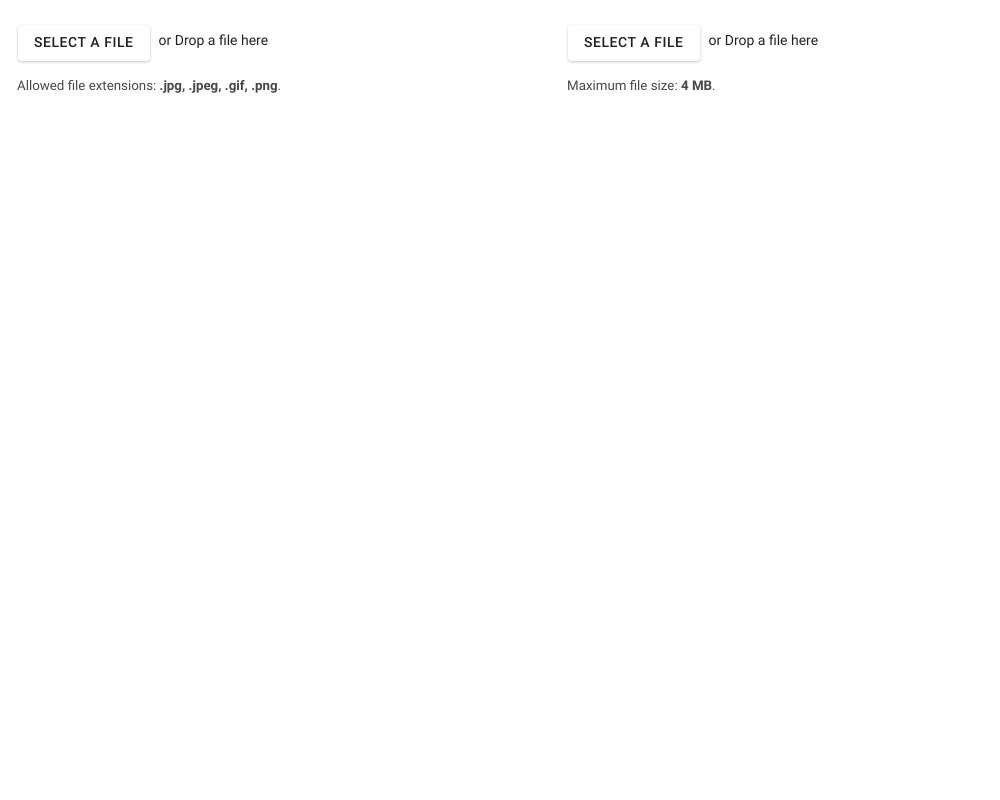 SELECT A FILE or Drop a file here
Allowed file extensions: .jpg, .jpeg, .gif, .png.
SELECT A FILE or Drop a file here
Maximum file size: 4 MB.